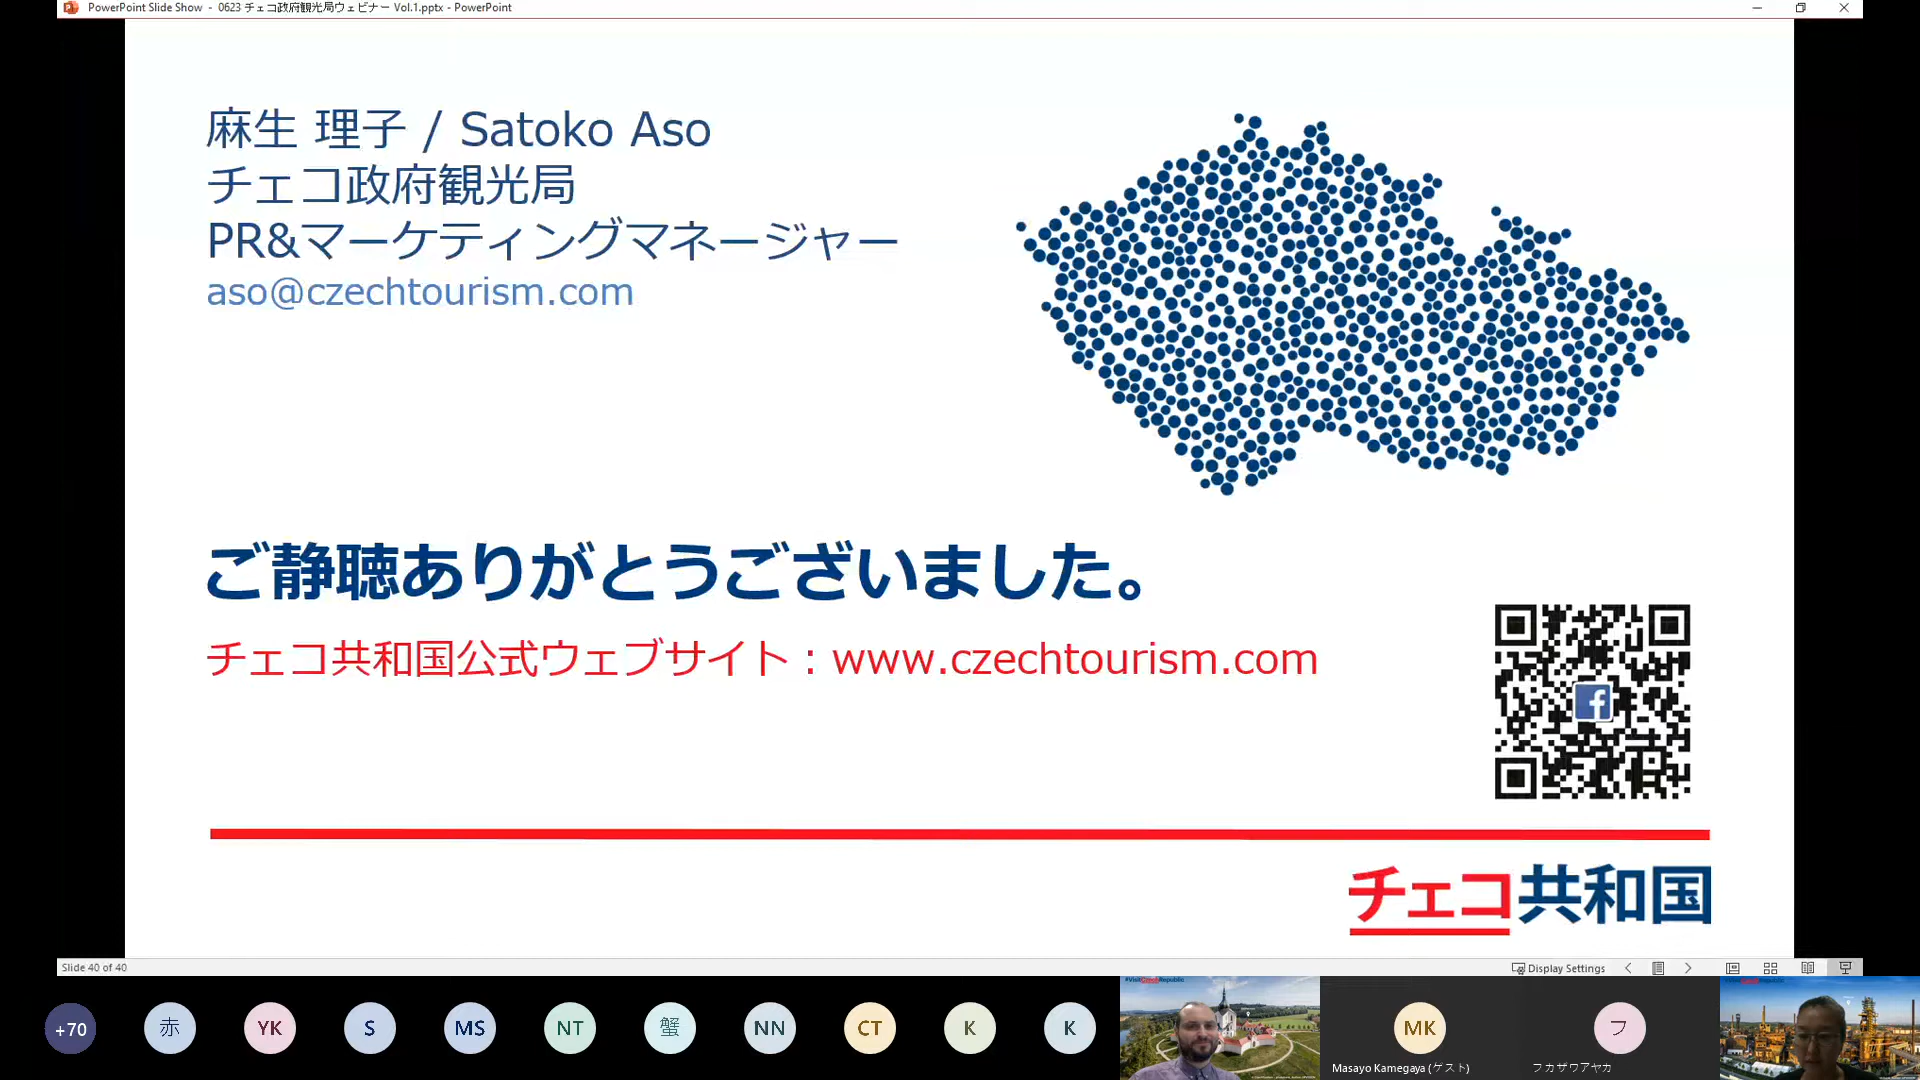 PowerPoint Slide Show - 0623 チェコ政府観光局ウェビナー Vol.1.pptx - PowerPoint
麻生 理子 / Satoko Aso
チェコ政府観光局
PR&マーケティングマネージャー
aso@czechtourism.com
ご静聴ありがとうございました。
チェコ共和国公式ウェブサイト：www.czechtourism.com
チェコ共和国
Slide 40 of 40
Display Settings
+70
赤
YK
S
MS
NT
蟹
NN
CT
K
K
#VisitCzechRepublic
MK
Masayo Kamegaya (ゲスト)
フ
フカザワアヤカ